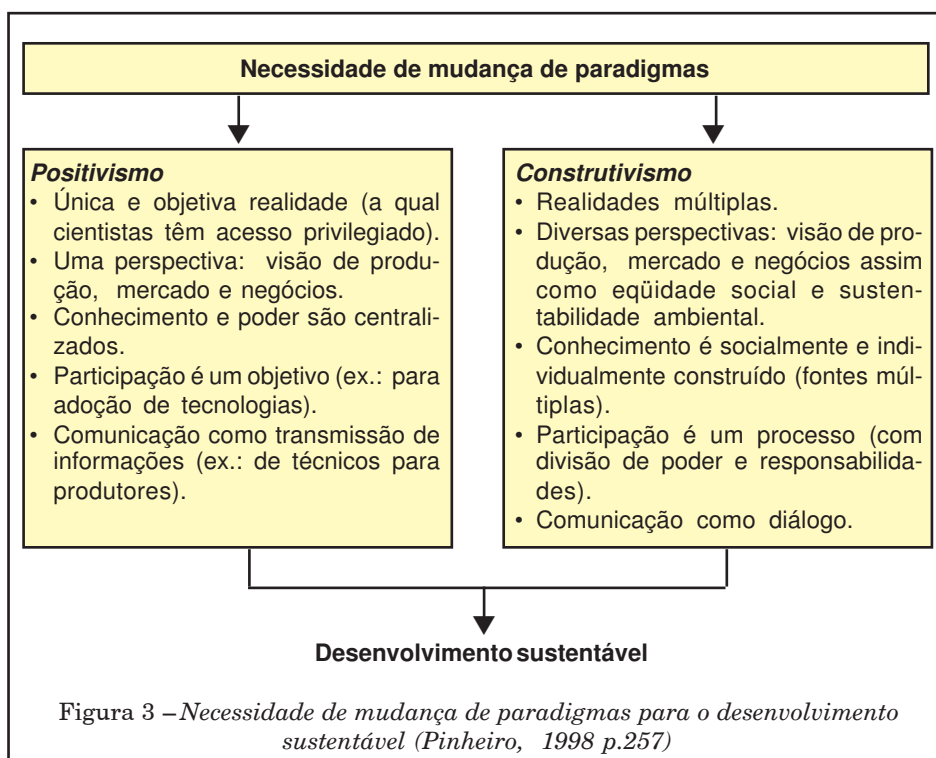 Necessidade de mudança de paradigmas
Positivismo
• Única e objetiva realidade (a qual
cientistas têm acesso privilegiado).
• Uma perspectiva: visão de produ-
ção, mercado e negócios.
• Conhecimento e poder são centrali-
zados.
• Participação é um objetivo (ex.: para
adoção de tecnologias).
• Comunicação como transmissão de
informações (ex.: de técnicos para
produtores).
Construtivismo
• Realidades múltiplas.
• Diversas perspectivas: visão de pro-
dução, mercado e negócios assim
como eqüidade social e susten-
tabilidade ambiental.
• Conhecimento é socialmente e indi-
vidualmente construído (fontes múl-
tiplas).
• Participação é um processo (com
divisão de poder e responsabilida-
des).
• Comunicação como diálogo.
Desenvolvimento sustentável
Figura 3 – Necessidade de mudança de paradigmas para o desenvolvimento
sustentável (Pinheiro, 1998 p.257)